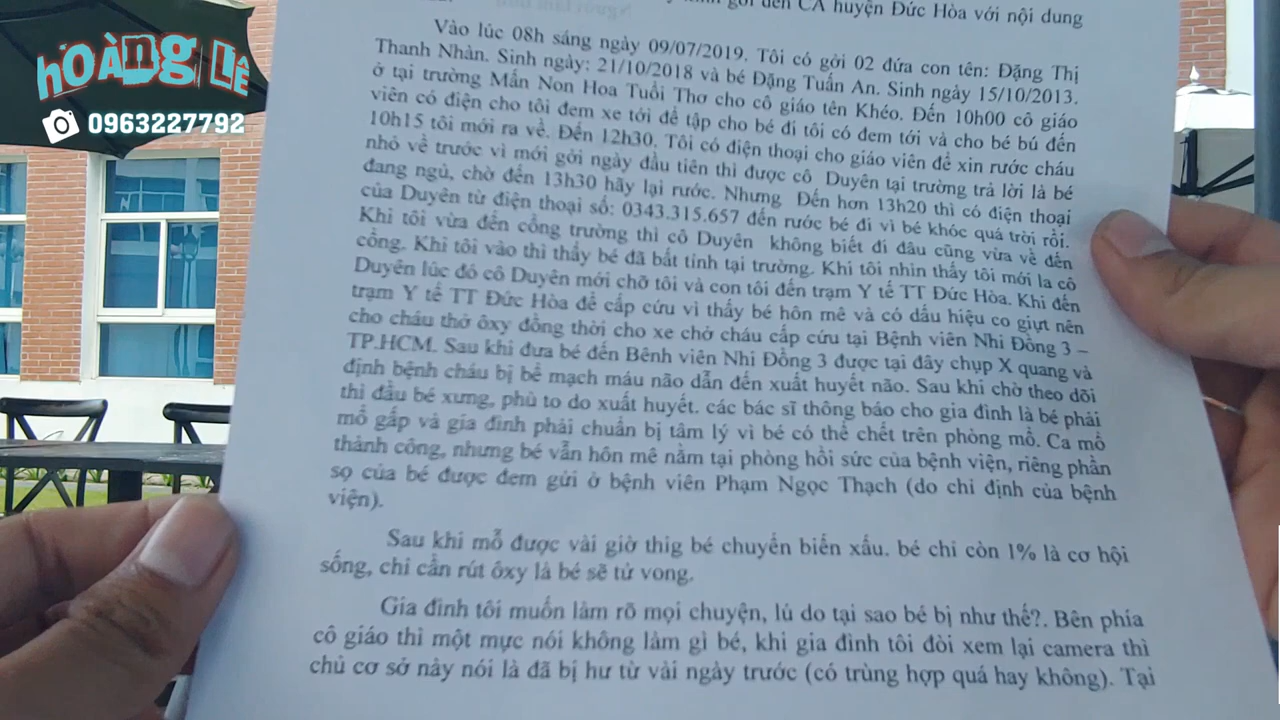 hOÀng LÊ
0963227792
gởi đến CA huyện Đức Hòa với nội dung
Vào lúc 08h sáng ngày 09/07/2019. Tôi có gởi 02 đứa con tên: Đặng Thị
Thanh Nhàn. Sinh ngày: 21/10/2018 và bé Đặng Tuấn An. Sinh ngày 15/10/2013.
ở tại trường Mấn Non Hoa Tuổi Thơ cho cô giáo tên Khéo. Đến 10h00 cô giáo
viên có điện cho tôi đem xe tới để tập cho bé đi tôi có đem tới và cho bé bú đến
10h15 tôi mới ra về. Đến 12h30. Tôi có điện thoại cho giáo viên để xin rước cháu
nhỏ về trước vì mới gởi ngày đầu tiên thì được cô Duyên tại trường trả lời là bé
đang ngủ, chờ đến 13h30 hãy lại rước. Nhưng Đến hơn 13h20 thì có điện thoại
của Duyên từ điện thoại số: 0343.315.657 đến rước bé đi vì bé khóc quá trời rồi.
Khi tôi vừa đến cổng trường thì cô Duyên không biết đi đâu cũng vừa về đến
cổng. Khi tôi vào thì thấy bé đã bất tỉnh tại trường. Khi tôi nhìn thấy tôi mới la cô
Duyên lúc đó cô Duyên mới chỡ tôi và con tôi đến trạm Y tế TT Đức Hòa. Khi đến
trạm Y tế TT Đức Hòa để cấp cứu vì thấy bé hôn mê và có dấu hiệu co giựt nên
cho cháu thở ôxy đồng thời cho xe chở cháu cấp cứu tại Bệnh viên Nhi Đồng 3 –
TP.HCM. Sau khi đưa bé đến Bênh viên Nhi Đồng 3 được tại đây chụp X quang và
định bệnh cháu bị bể mạch máu não dẫn đến xuất huyết não. Sau khi chờ theo dõi
thì đầu bé xưng, phù to do xuất huyết. các bác sĩ thông báo cho gia đình là bé phải
mổ gấp và gia đình phải chuẩn bị tâm lý vì bé có thể chết trên phòng mổ. Ca mổ
thành công, nhưng bé vẫn hôn mê nằm tại phòng hồi sức của bệnh viện, riêng phần
sọ của bé được đem gửi ở bệnh viên Phạm Ngọc Thạch (do chỉ định của bệnh
viện).
Sau khi mổ được vài giờ thig bé chuyển biến xấu. bé chỉ còn 1% là cơ hội
sống, chỉ cần rút ôxy là bé sẽ tử vong.
Gia đình tôi muốn làm rõ mọi chuyện, lú do tại sao bé bị như thế?. Bên phía
cô giáo thì một mực nói không làm gì bé, khi gia đình tôi đòi xem lại camera thì
chủ cơ sở này nói là đã bị hư từ vài ngày trước (có trùng hợp quá hay không). Tại